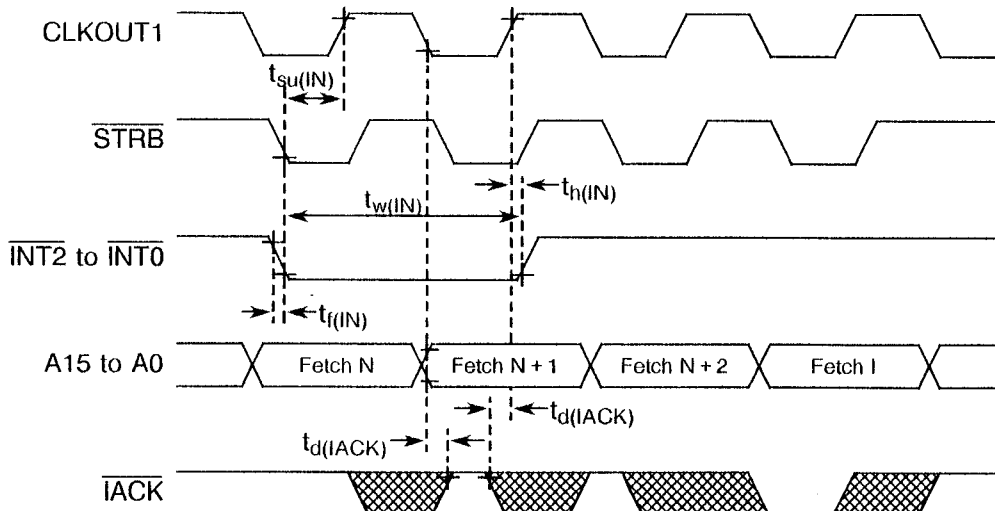 CLKOUT1
tsu(IN)
STRB
th(IN)
tw(IN)
INT2 to INT0
tf(IN)
A15 to A0
Fetch N
Fetch N + 1
Fetch N + 2
Fetch I
td(IACK)
td(IACK)
IACK